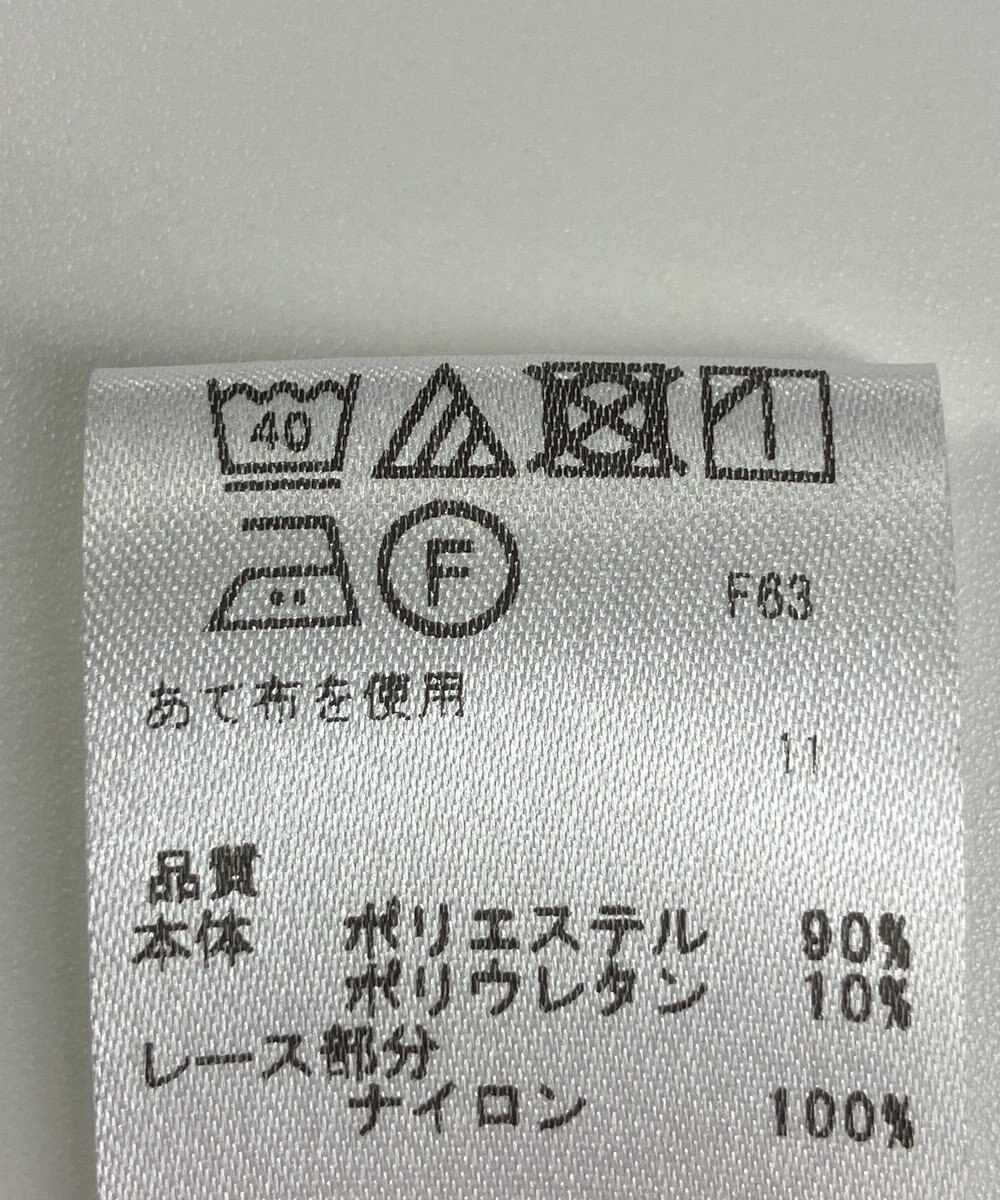 40
F
F63
あて布を使用
11
品質
本体 ポリエステル 90%
ポリウレタン 10%
レース部分
ナイロン 100%